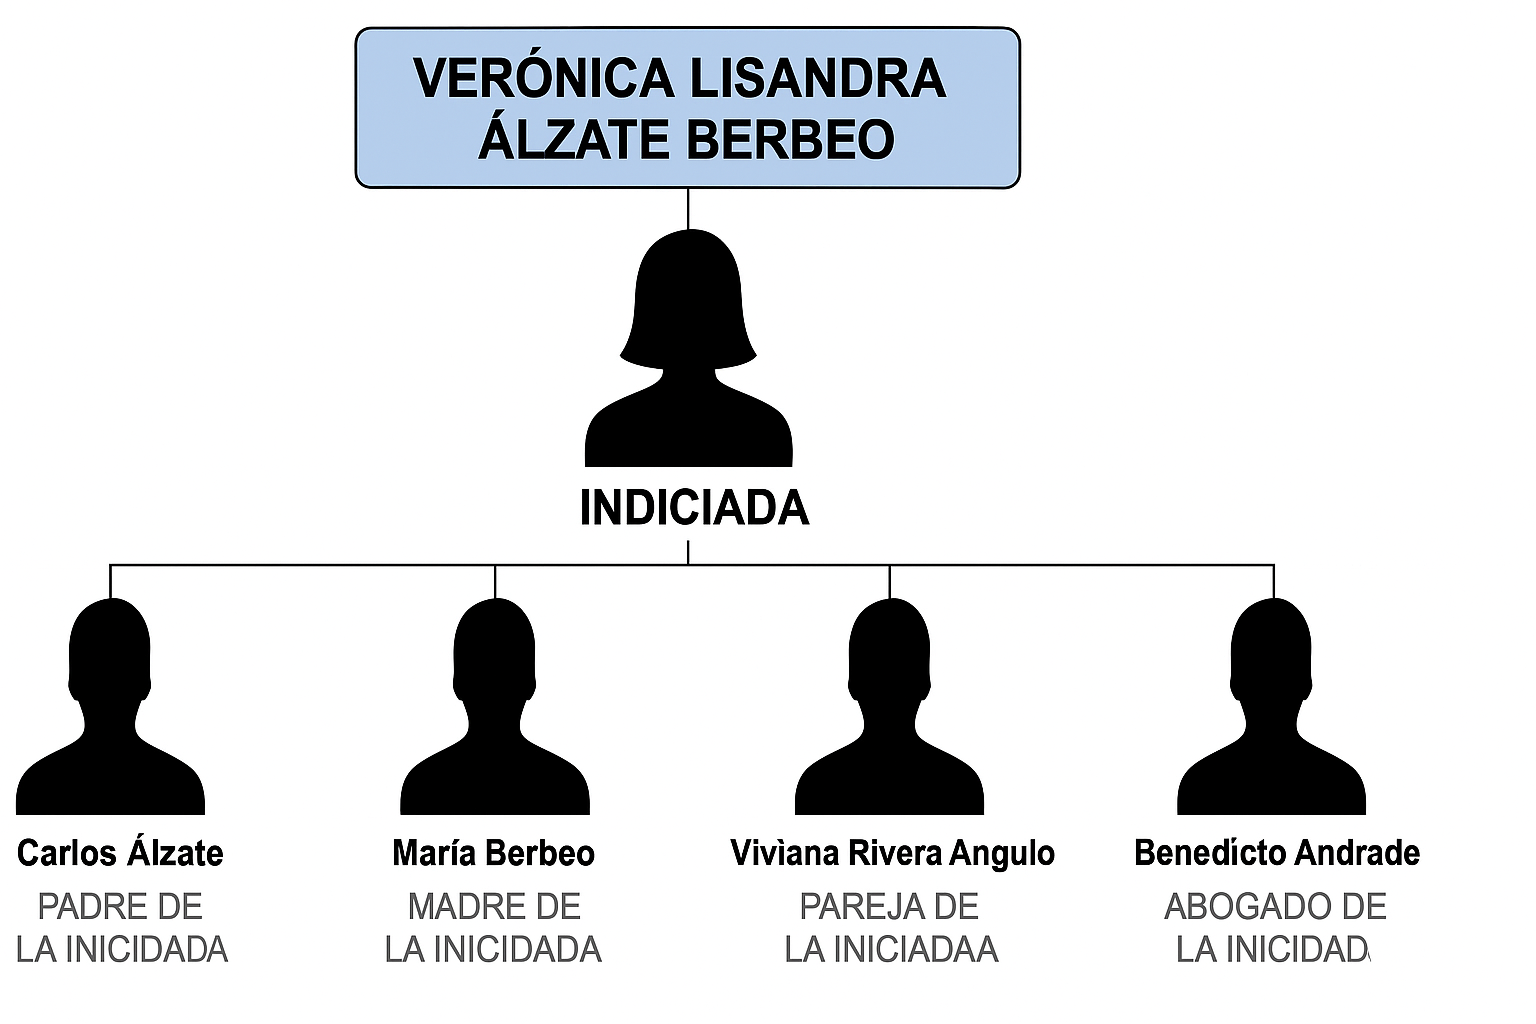 VERÓNICA LISANDRA
ÁLZATE BERBEO
INDICIADA
Carlos Álzate
PADRE DE
LA INICIDADA
María Berbeo
MADRE DE
LA INICIDADA
Vivìana Rivera Angulo
PAREJA DE
LA INICIADAA
Benedícto Andrade
ABOGADO DE
LA INICIDAD